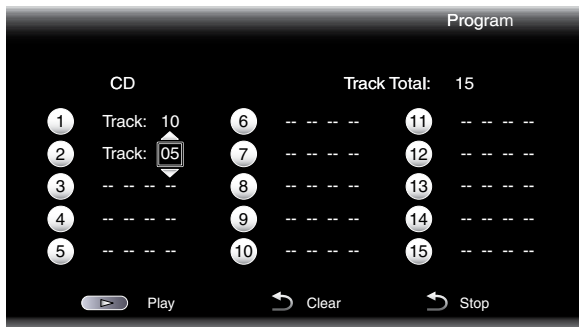 Program
CD Track Total: 15
1 Track: 10 6 -- -- -- -- 11 -- -- -- --
2 Track: 05 7 -- -- -- -- 12 -- -- -- --
3 -- -- -- -- 8 -- -- -- -- 13 -- -- -- --
4 -- -- -- -- 9 -- -- -- -- 14 -- -- -- --
5 -- -- -- -- 10 -- -- -- -- 15 -- -- -- --
Play Clear Stop